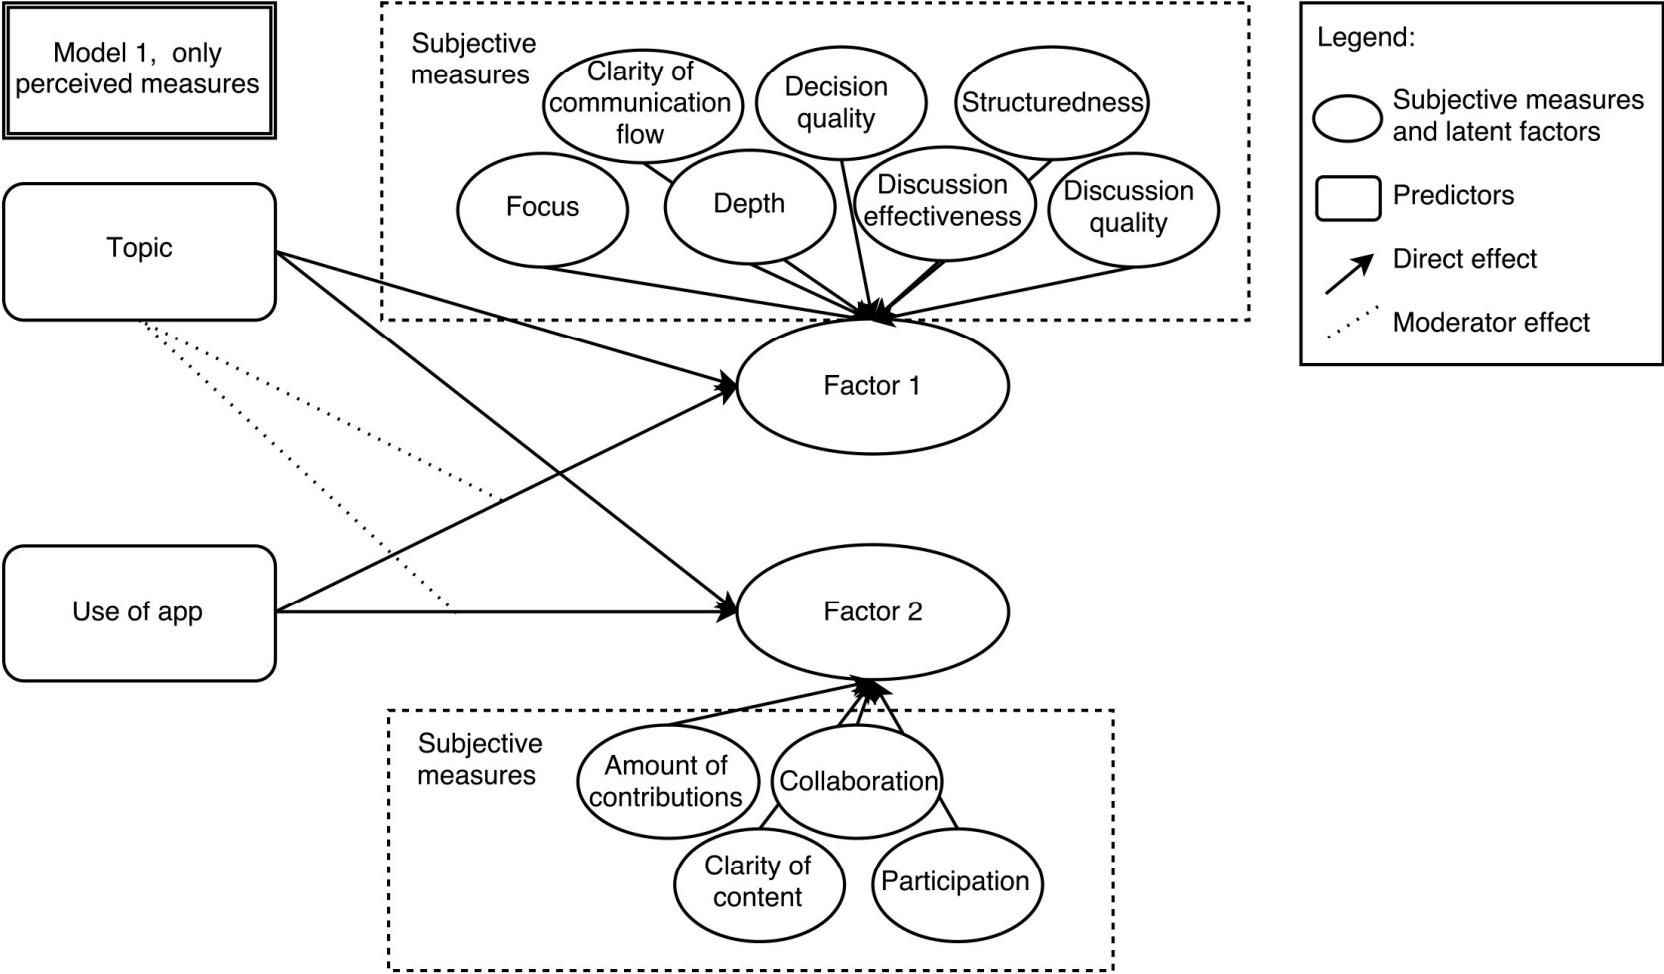 Model 1, only
perceived measures
Subjective
measures
Clarity of
communication
flow
Decision
quality
Structuredness
Focus
Depth
Discussion
effectiveness
Discussion
quality
Legend:
Subjective measures
and latent factors
Predictors
Direct effect
Moderator effect
Topic
Factor 1
Use of app
Factor 2
Subjective
measures
Amount of
contributions
Collaboration
Clarity of
content
Participation